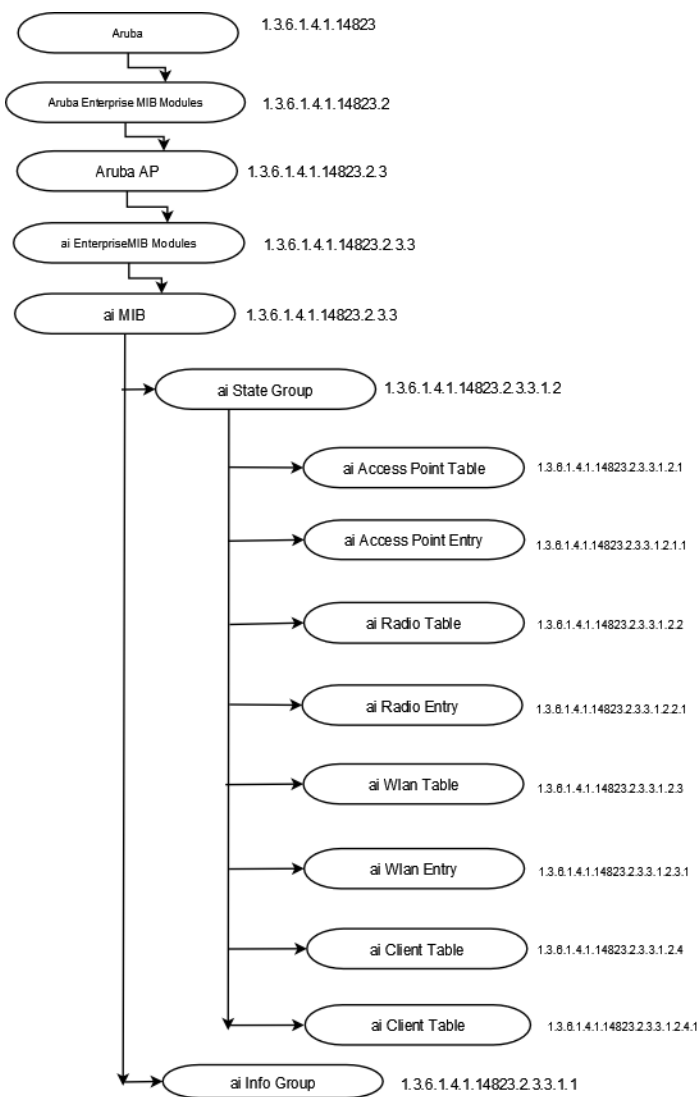 Aruba 1.3.6.1.4.1.14823
Aruba Enterprise MIB Modules 1.3.6.1.4.1.14823.2
Aruba AP 1.3.6.1.4.1.14823.2.3
ai EnterpriseMIB Modules 1.3.6.1.4.1.14823.2.3.3
ai MIB 1.3.6.1.4.1.14823.2.3.3
ai State Group 1.3.6.1.4.1.14823.2.3.3.1.2
ai Access Point Table 1.3.6.1.4.1.14823.2.3.3.1.2.1
ai Access Point Entry 1.3.6.1.4.1.14823.2.3.3.1.2.1.1
ai Radio Table 1.3.6.1.4.1.14823.2.3.3.1.2.2
ai Radio Entry 1.3.6.1.4.1.14823.2.3.3.1.2.2.1
ai Wlan Table 1.3.6.1.4.1.14823.2.3.3.1.2.3
ai Wlan Entry 1.3.6.1.4.1.14823.2.3.3.1.2.3.1
ai Client Table 1.3.6.1.4.1.14823.2.3.3.1.2.4
ai Client Table 1.3.6.1.4.1.14823.2.3.3.1.2.4.1
ai Info Group 1.3.6.1.4.1.14823.2.3.3.1.1